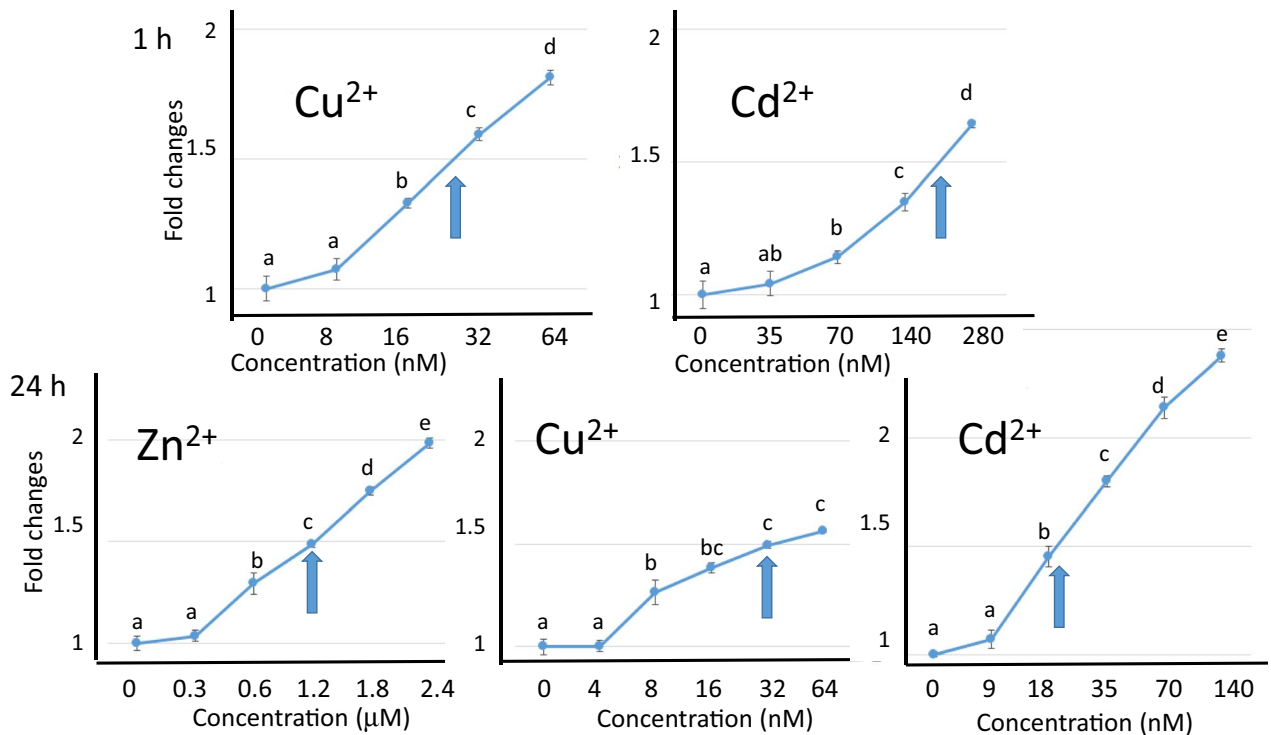 1 h
Fold changes
2
1.5
1
Cu2+
a
a
b
c
d
0 8 16 32 64
Concentration (nM)
2
1.5
1
Cd2+
a
ab
b
c
d
0 35 70 140 280
Concentration (nM)
24 h
Fold changes
2
1.5
1
Zn2+
a
a
b
c
d
e
0 0.3 0.6 1.2 1.8 2.4
Concentration (μM)
2
1.5
1
Cu2+
a
a
b
bc
c
c
0 4 8 16 32 64
Concentration (nM)
2
1.5
1
Cd2+
a
a
b
c
d
e
0 9 18 35 70 140
Concentration (nM)